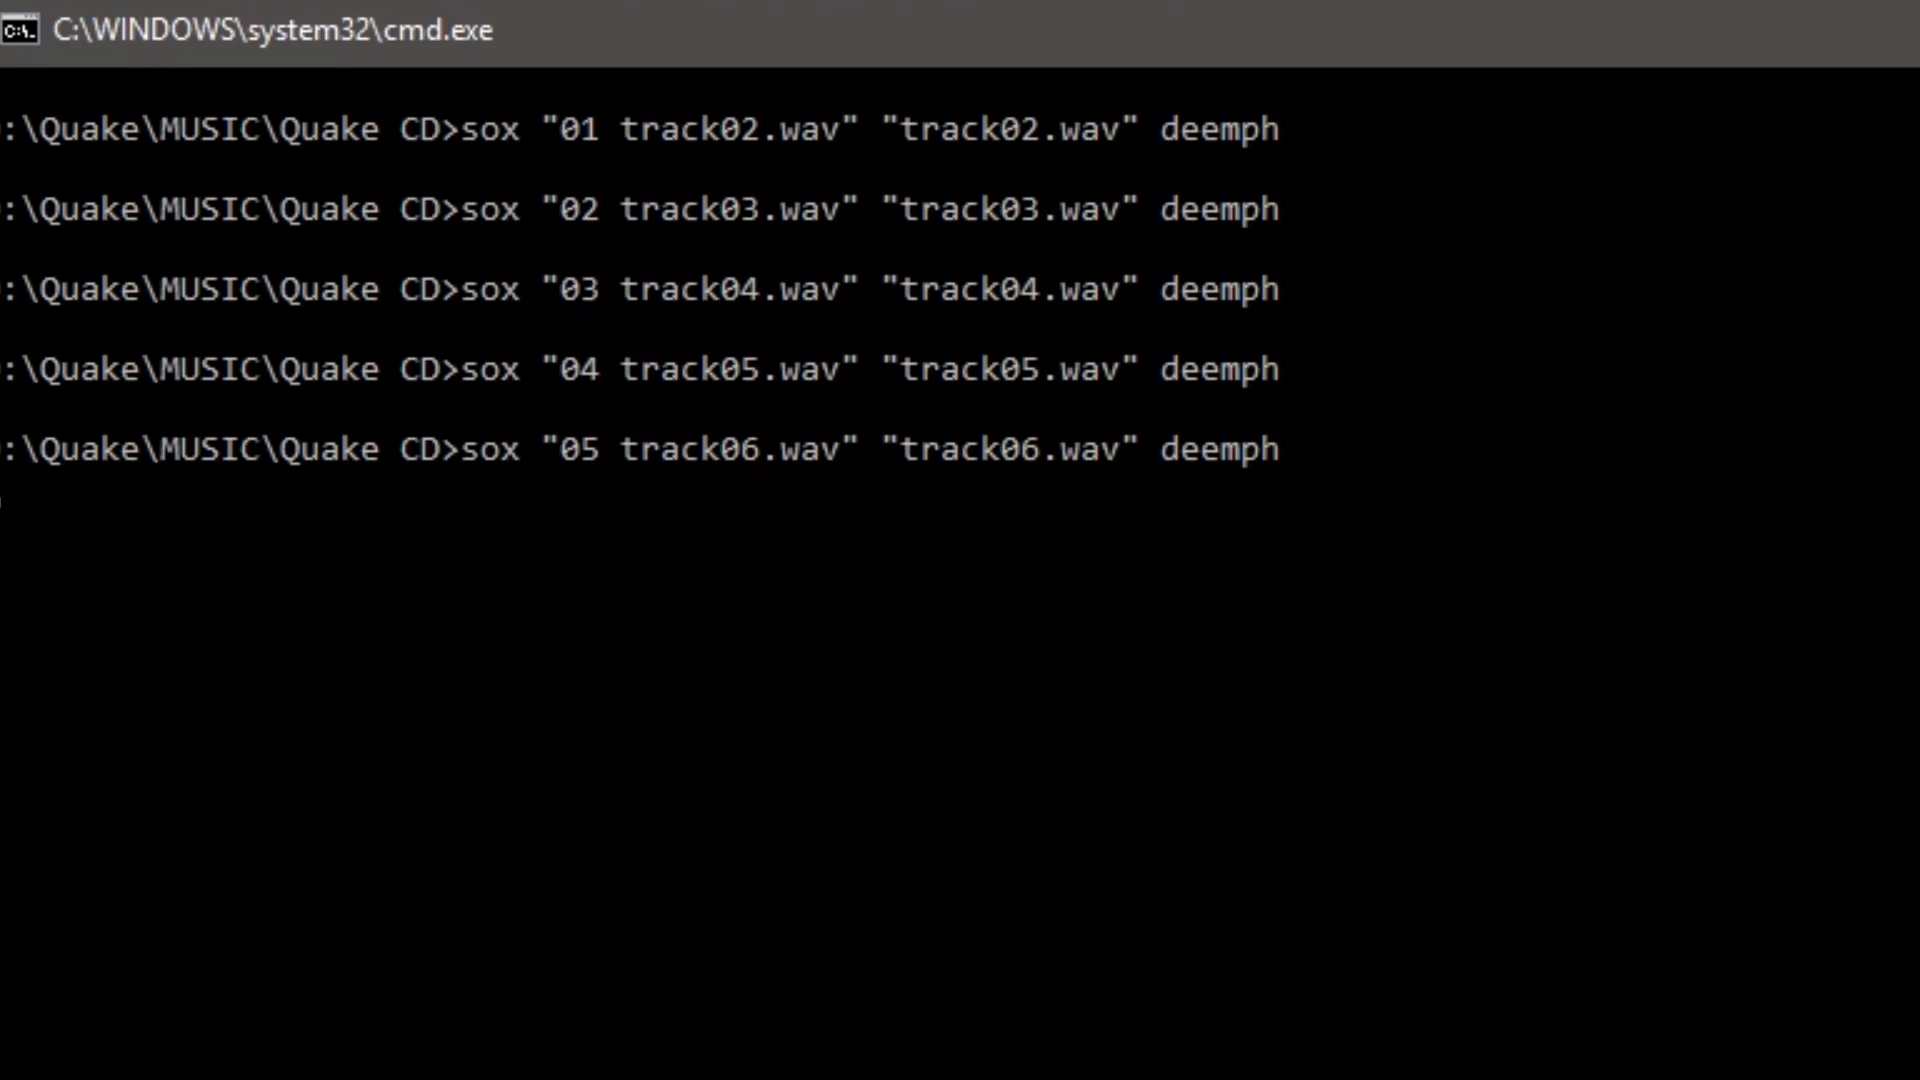 C:\WINDOWS\system32\cmd.exe
:\Quake\MUSIC\Quake CD>sox "01 track02.wav" "track02.wav" deemph
:\Quake\MUSIC\Quake CD>sox "02 track03.wav" "track03.wav" deemph
:\Quake\MUSIC\Quake CD>sox "03 track04.wav" "track04.wav" deemph
:\Quake\MUSIC\Quake CD>sox "04 track05.wav" "track05.wav" deemph
:\Quake\MUSIC\Quake CD>sox "05 track06.wav" "track06.wav" deemph